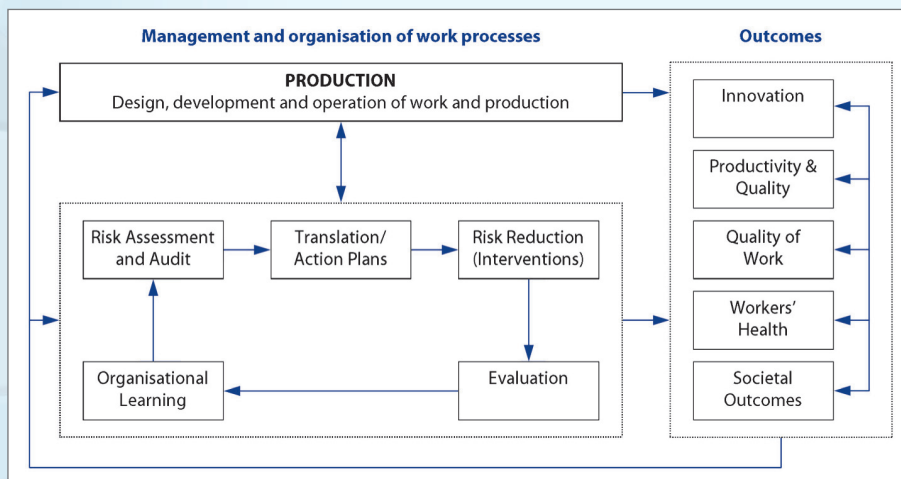 Management and organisation of work processes
Outcomes
PRODUCTION
Design, development and operation of work and production
Risk Assessment
and Audit
Translation/
Action Plans
Risk Reduction
(Interventions)
Organisational
Learning
Evaluation
Innovation
Productivity &
Quality
Quality of
Work
Workers’
Health
Societal
Outcomes